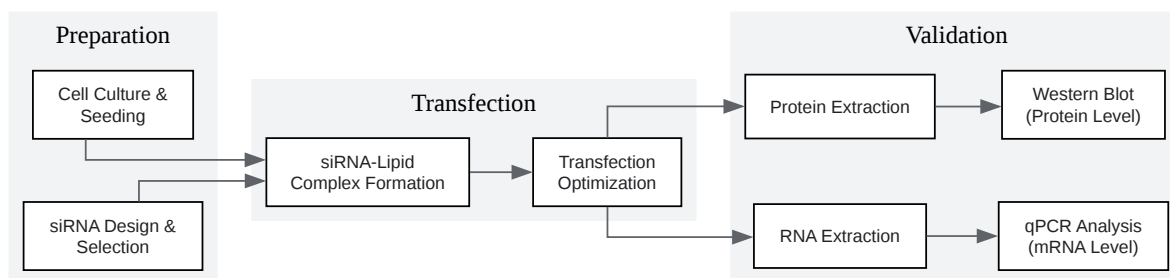 Preparation
Cell Culture &
Seeding
siRNA Design &
Selection
Transfection
siRNA-Lipid
Complex Formation
Transfection
Optimization
Validation
Protein Extraction
Western Blot
(Protein Level)
RNA Extraction
qPCR Analysis
(mRNA Level)